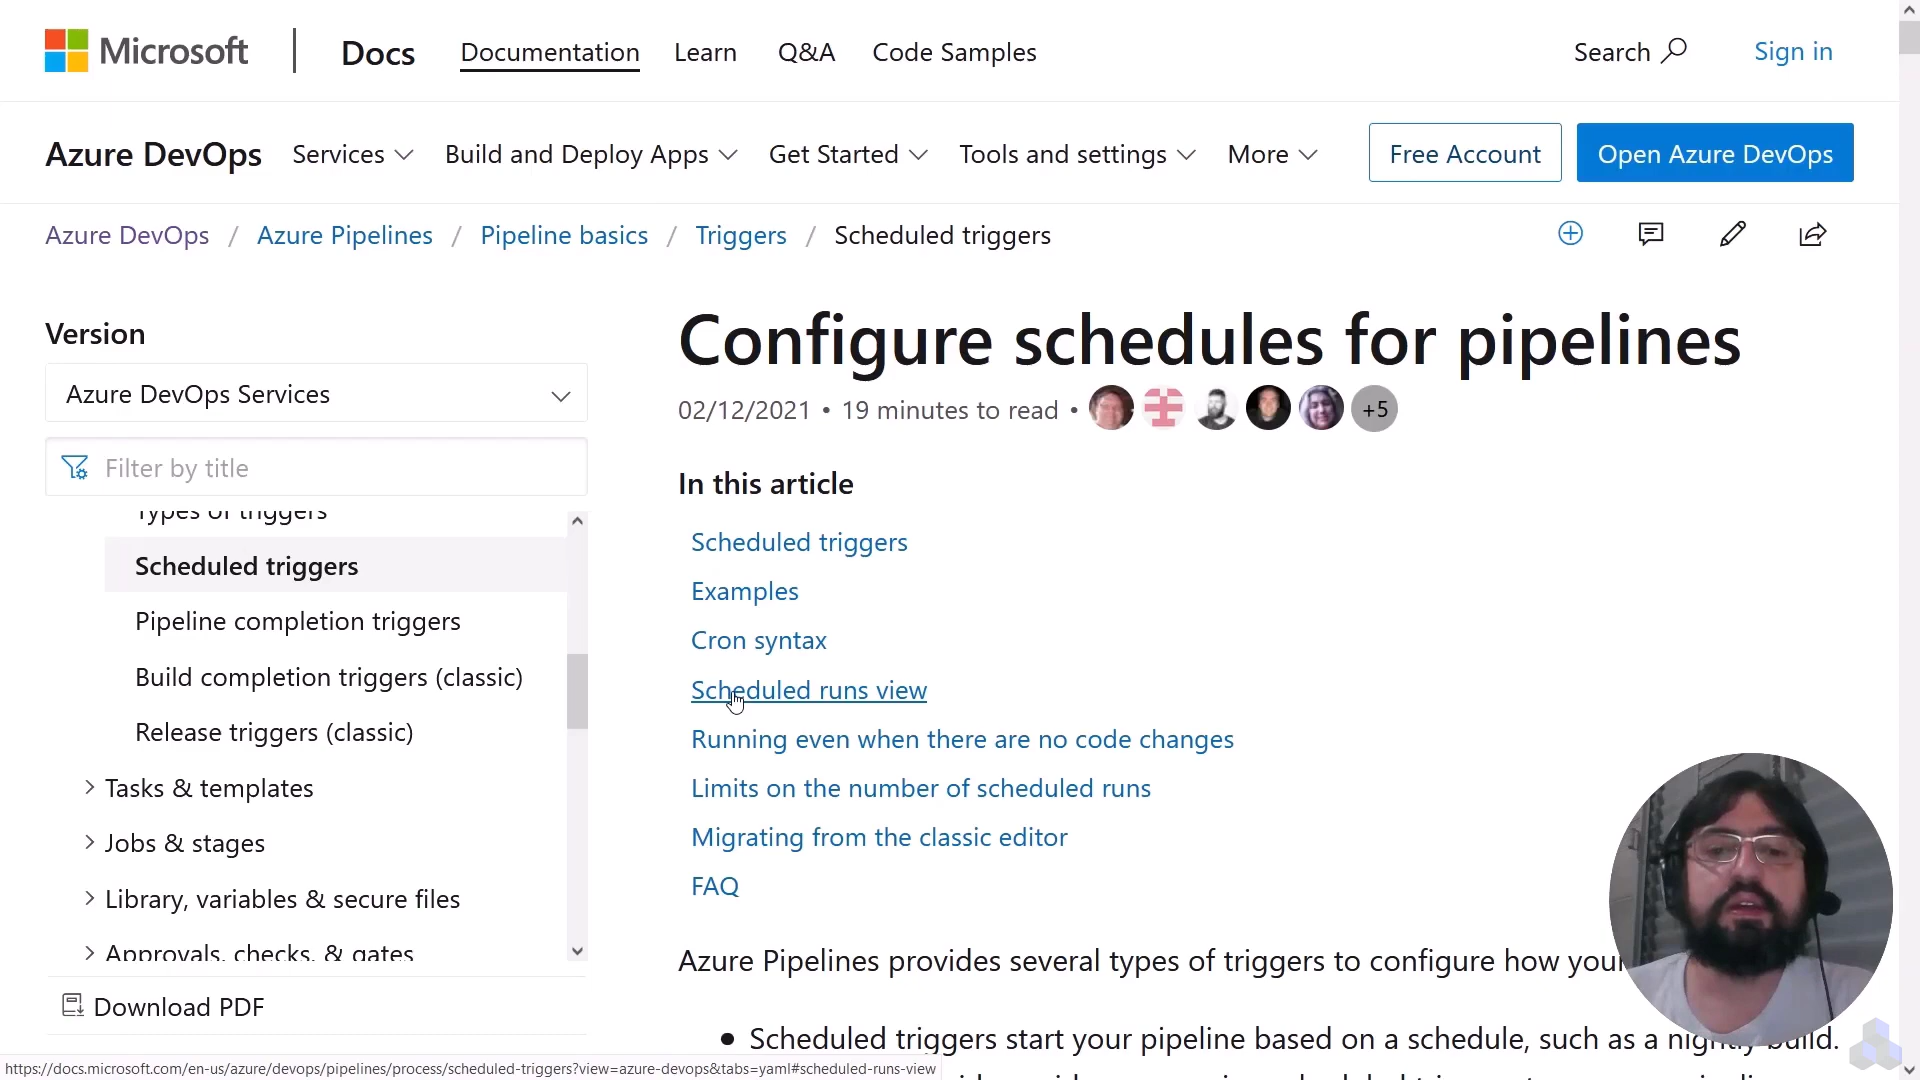 Microsoft
Docs
Documentation
Learn
Q&A
Code Samples
Search
Sign in
Azure DevOps
Services
Build and Deploy Apps
Get Started
Tools and settings
More
Free Account
Open Azure DevOps
Azure DevOps / Azure Pipelines / Pipeline basics / Triggers / Scheduled triggers
Version
Azure DevOps Services
Filter by title
Types of triggers
Scheduled triggers
Pipeline completion triggers
Build completion triggers (classic)
Release triggers (classic)
Tasks & templates
Jobs & stages
Library, variables & secure files
Approvals, checks, & gates
Download PDF
Configure schedules for pipelines
02/12/2021 • 19 minutes to read •
+5
In this article
Scheduled triggers
Examples
Cron syntax
Scheduled runs view
Running even when there are no code changes
Limits on the number of scheduled runs
Migrating from the classic editor
FAQ
Azure Pipelines provides several types of triggers to configure how your
• Scheduled triggers start your pipeline based on a schedule, such as a nightly build.
https://docs.microsoft.com/en-us/azure/devops/pipelines/process/scheduled-triggers?view=azure-devops&tabs=yaml#scheduled-runs-view